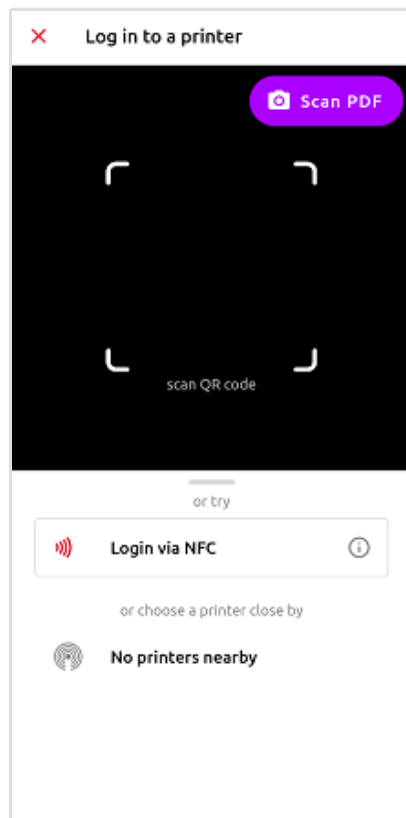 Log in to a printer
Scan PDF
scan QR code
or try
Login via NFC
or choose a printer close by
No printers nearby